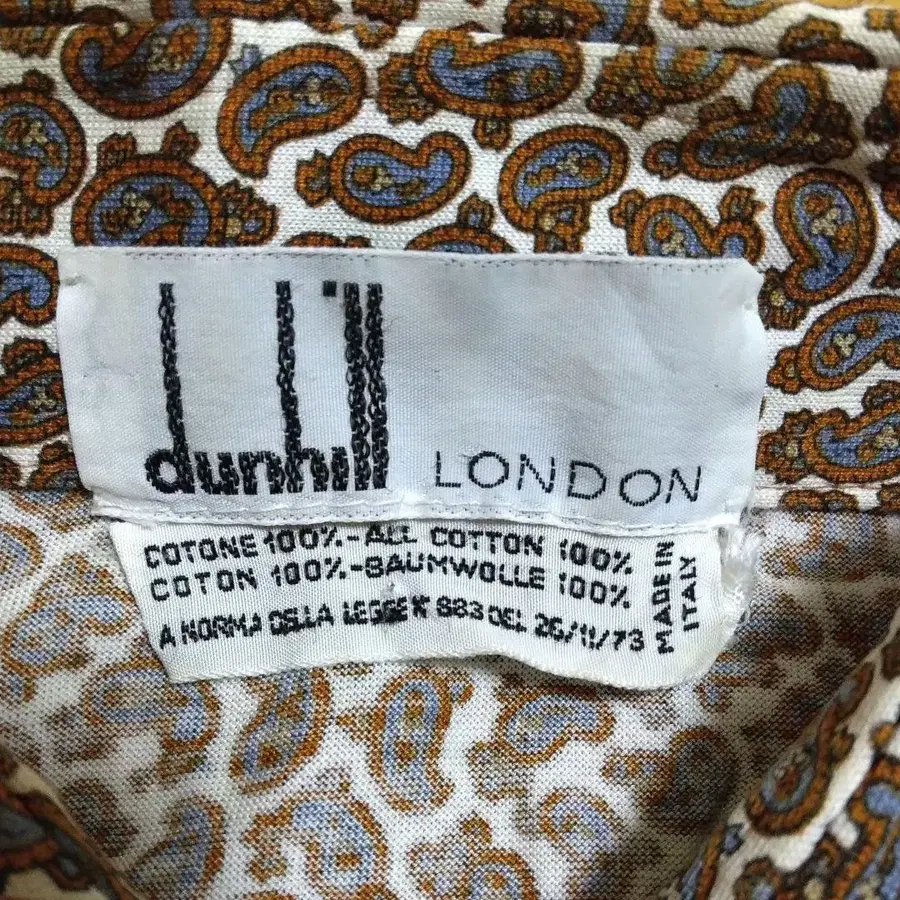 dunhill LONDON
COTONE 100%-ALL COTTON 100%
COTON 100%-BAUMWOLLE 100%
A NORMA DELLA LEGGE N° 883 DEL 26/11/73
MADE IN
ITALY